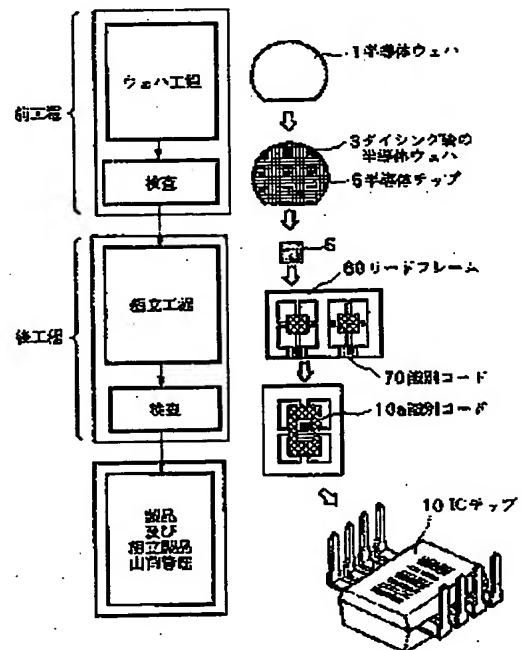 前工程
ウェハ工程
検査
1半導体ウェハ
3ダイシング後の
半導体ウェハ
6半導体チップ
6
60リードフレーム
後工程
組立工程
検査
70識別コード
10a識別コード
製品
及び
組立製品
10 ICチップ